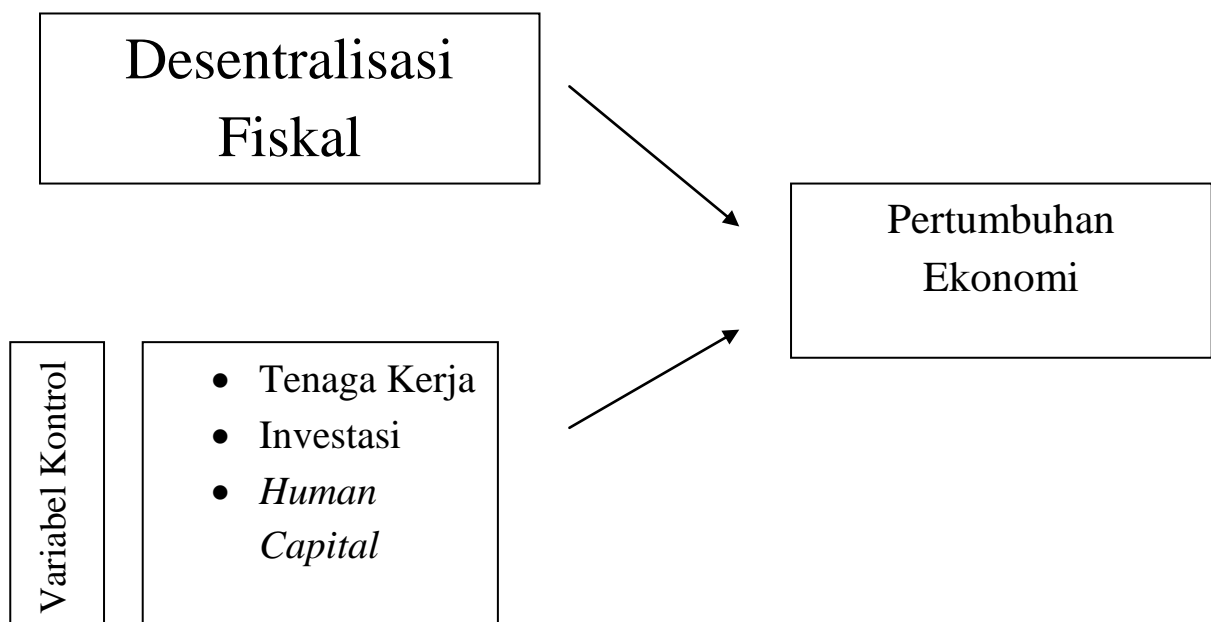 Desentralisasi
Fiskal
Pertumbuhan
Ekonomi
Variabel Kontrol
• Tenaga Kerja
• Investasi
• Human
Capital